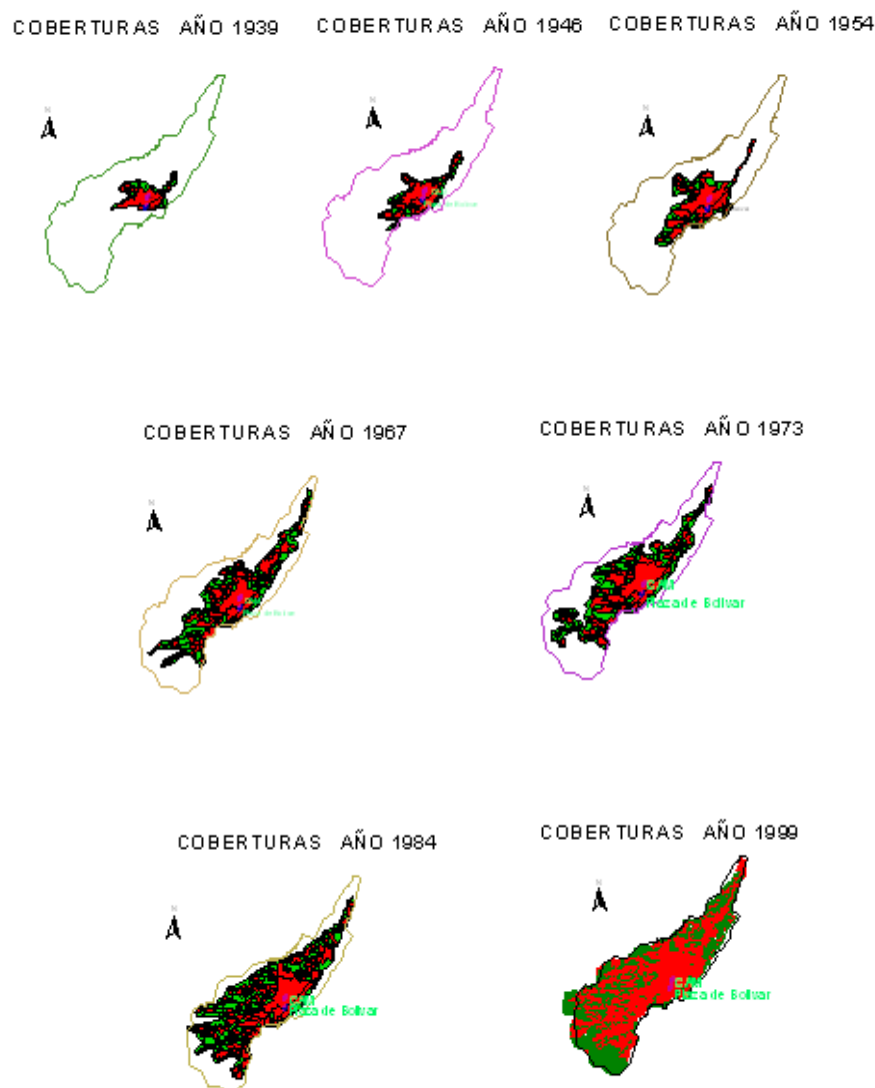 COBERTURAS AÑO 1939
COBERTURAS AÑO 1946
COBERTURAS AÑO 1954
N
N
N
COBERTURAS AÑO 1967
COBERTURAS AÑO 1973
N
N
Plaza de Bolivar
COBERTURAS AÑO 1984
COBERTURAS AÑO 1999
N
N
Plaza de Bolivar
Plaza de Bolivar